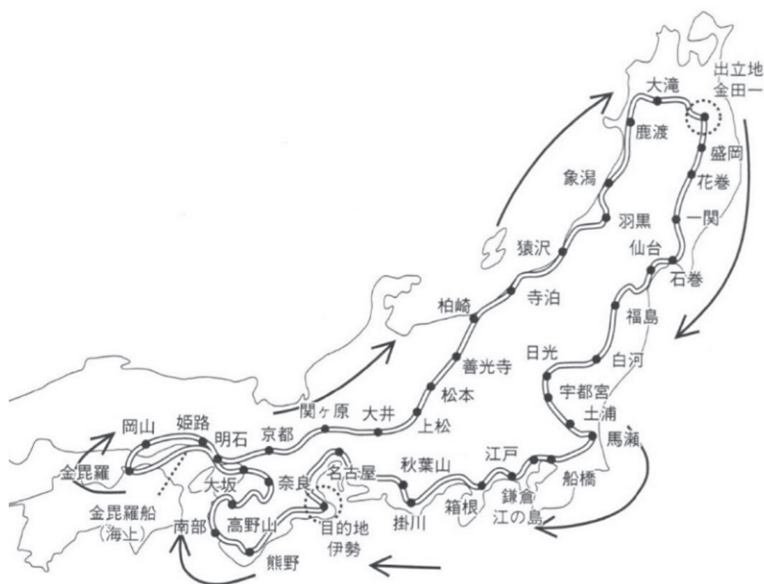 出立地
金田一
大滝
鹿渡
盛岡
花巻
象潟
羽黒
一関
仙台
石巻
猿沢
寺泊
福島
柏崎
日光
白河
善光寺
宇都宮
松本
土浦
関ヶ原
大井
上松
馬瀬
岡山
姫路
明石
京都
江戸
船橋
金毘羅
大坂
奈良
名古屋
秋葉山
箱根
鎌倉
江の島
金毘羅船
(海上)
南部
高野山
掛川
目的地
伊勢
熊野